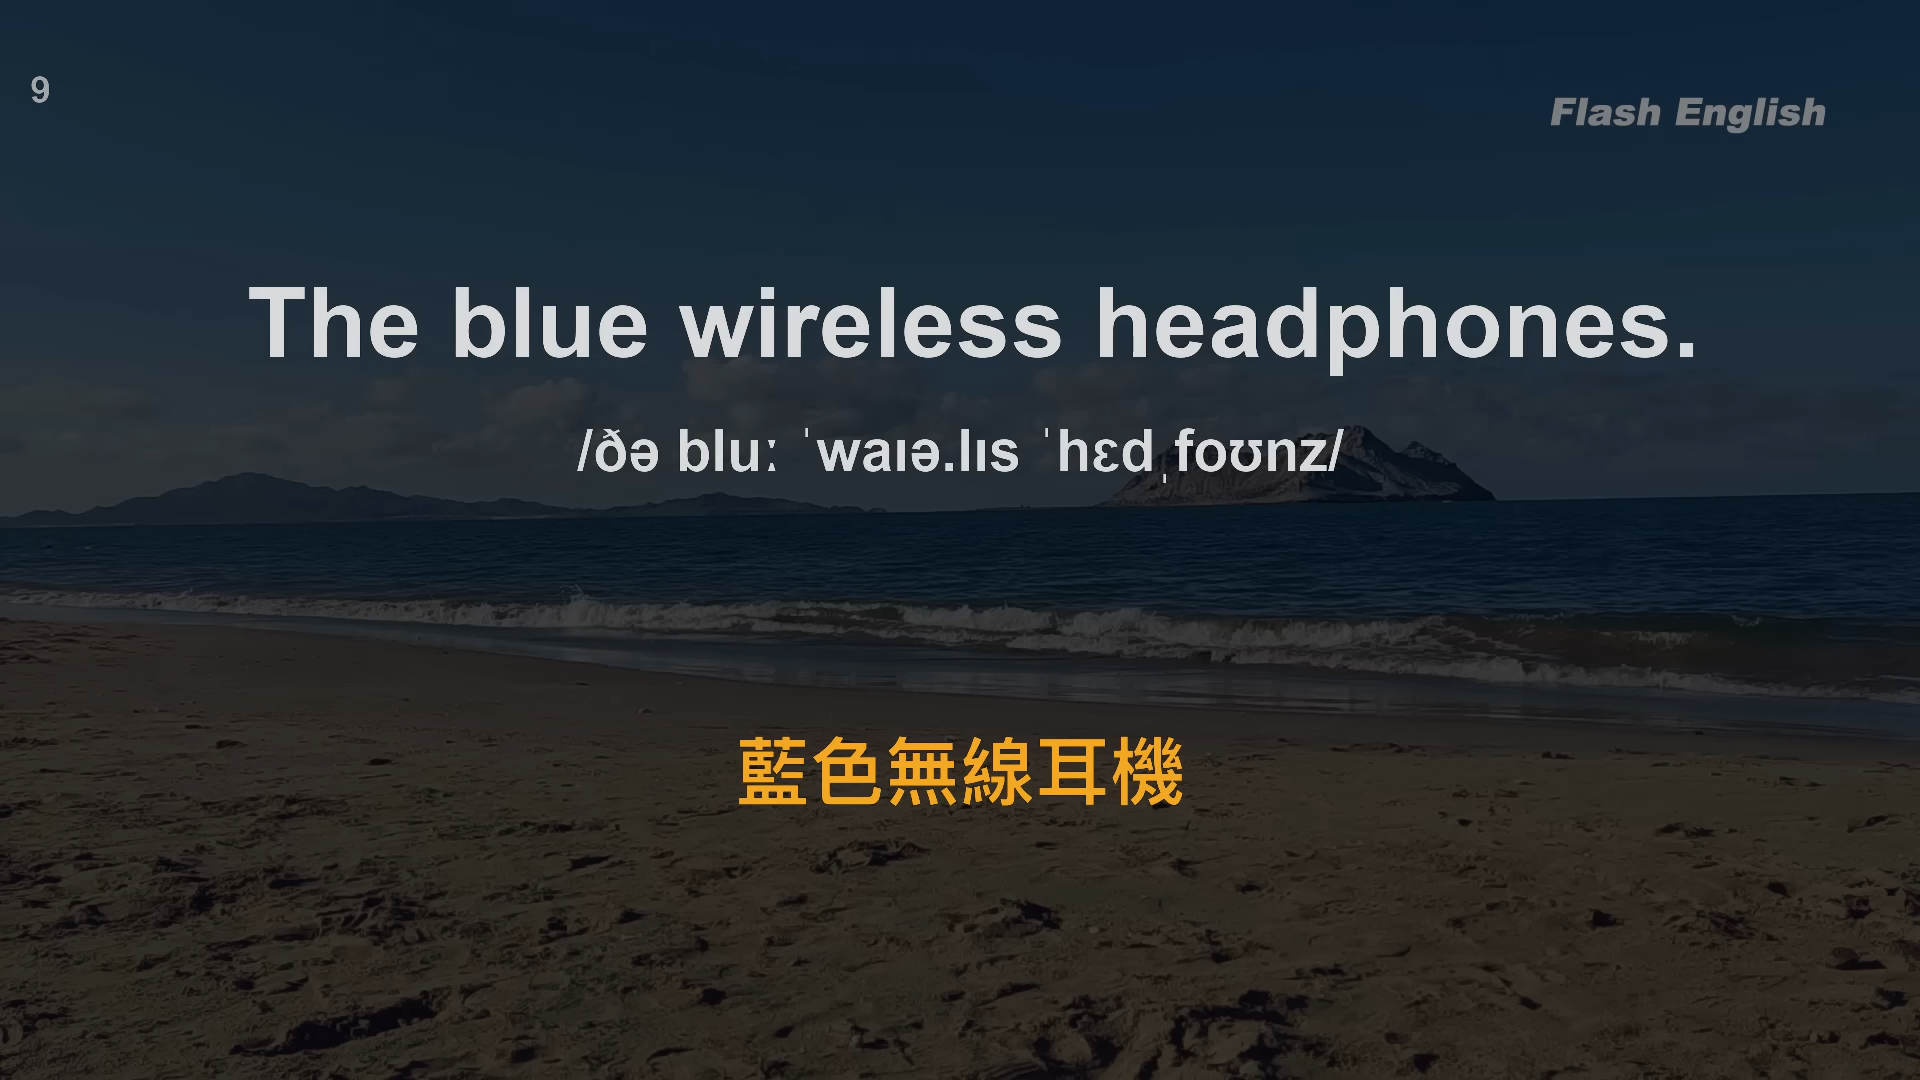 9
Flash English
The blue wireless headphones.
/ðə bluː ˈwaɪə.lɪs ˈhɛdˌfoʊnz/
藍色無線耳機